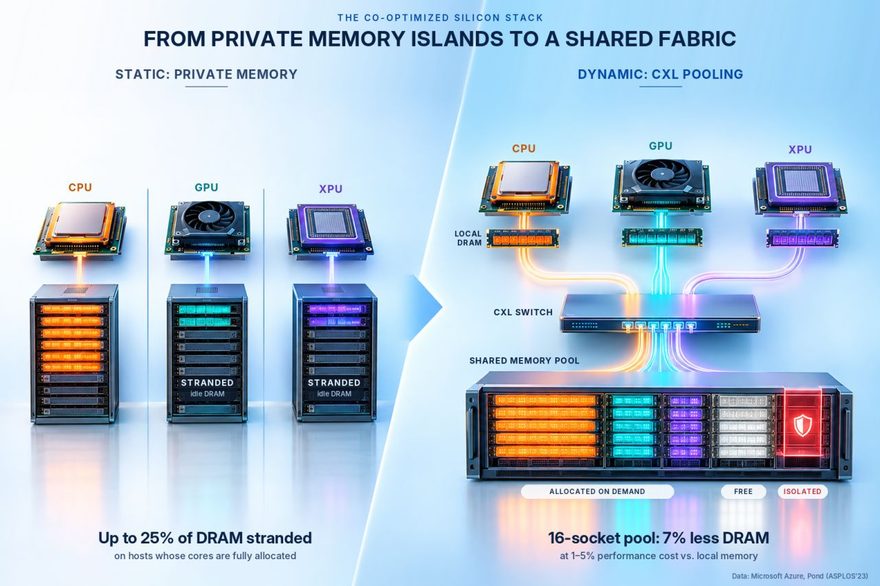 THE CO-OPTIMIZED SILICON STACK
FROM PRIVATE MEMORY ISLANDS TO A SHARED FABRIC
STATIC: PRIVATE MEMORY
CPU
GPU
XPU
STRANDED
idle DRAM
STRANDED
idle DRAM
Up to 25% of DRAM stranded
on hosts whose cores are fully allocated
DYNAMIC: CXL POOLING
CPU
GPU
XPU
LOCAL
DRAM
CXL SWITCH
SHARED MEMORY POOL
ALLOCATED ON DEMAND
FREE
ISOLATED
16-socket pool: 7% less DRAM
at 1–5% performance cost vs. local memory
Data: Microsoft Azure, Pond (ASPLOS'23)